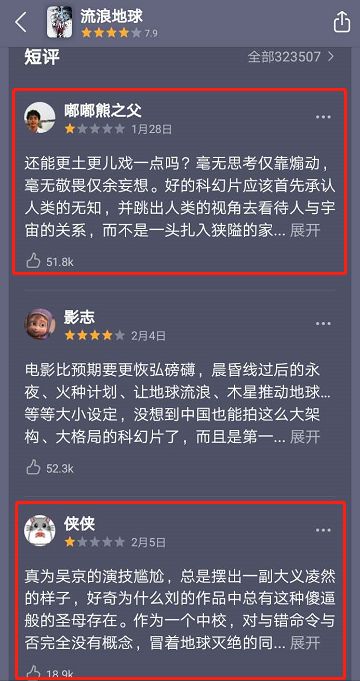 流浪地球
7.9
短评
全部323507
嘟嘟熊之父
1月28日
还能更土更儿戏一点吗？毫无思考仅靠煽动，
毫无敬畏仅余妄想。好的科幻片应该首先承认
人类的无知，并跳出人类的视角去看待人与宇
宙的关系，而不是一头扎入狭隘的家... 展开
51.8k
影志
2月4日
电影比预期要更恢弘磅礴，晨昏线过后的永
夜、火种计划、让地球流浪、木星推动地球...
等等大小设定，没想到中国也能拍这么大架
构、大格局的科幻片了，而且是第一... 展开
52.3k
侠侠
2月5日
真为吴京的演技尴尬，总是摆出一副大义凌然
的样子，好奇为什么刘的作品中总有这种傻逼
般的圣母存在。作为一个中校，对与错命令与
否完全没有概念，冒着地球灭绝的同... 展开
18.9k